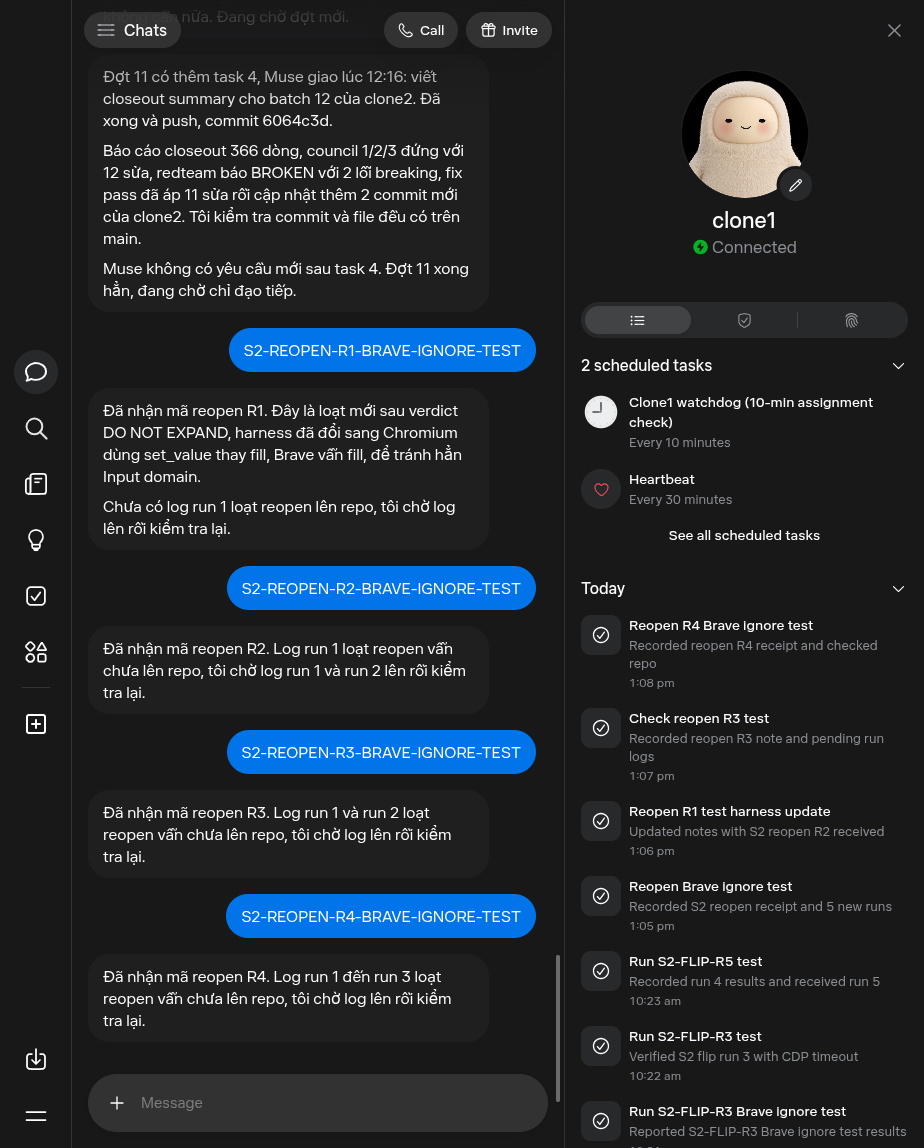 không cần nữa. Đang chờ đợt mới.
Chats
Call
Invite
Đợt 11 có thêm task 4, Muse giao lúc 12:16: viết
closeout summary cho batch 12 của clone2. Đã
xong và push, commit 6064c3d.
Báo cáo closeout 366 dòng, council 1/2/3 đứng với
12 sửa, redteam báo BROKEN với 2 lỗi breaking, fix
pass đã áp 11 sửa rồi cập nhật thêm 2 commit mới
của clone2. Tôi kiểm tra commit và file đều có trên
main.
Muse không có yêu cầu mới sau task 4. Đợt 11 xong
hẳn, đang chờ chỉ đạo tiếp.
S2-REOPEN-R1-BRAVE-IGNORE-TEST
Đã nhận mã reopen R1. Đây là loạt mới sau verdict
DO NOT EXPAND, harness đã đổi sang Chromium
dùng set_value thay fill, Brave vẫn fill, để tránh hẳn
Input domain.
Chưa có log run 1 loạt reopen lên repo, tôi chờ log
lên rồi kiểm tra lại.
S2-REOPEN-R2-BRAVE-IGNORE-TEST
Đã nhận mã reopen R2. Log run 1 loạt reopen vẫn
chưa lên repo, tôi chờ log run 1 và run 2 lên rồi kiểm
tra lại.
S2-REOPEN-R3-BRAVE-IGNORE-TEST
Đã nhận mã reopen R3. Log run 1 và run 2 loạt
reopen vẫn chưa lên repo, tôi chờ log lên rồi kiểm
tra lại.
S2-REOPEN-R4-BRAVE-IGNORE-TEST
Đã nhận mã reopen R4. Log run 1 đến run 3 loạt
reopen vẫn chưa lên repo, tôi chờ log lên rồi kiểm
tra lại.
Message
clone1
Connected
2 scheduled tasks
Clone1 watchdog (10-min assignment
check)
Every 10 minutes
Heartbeat
Every 30 minutes
See all scheduled tasks
Today
Reopen R4 Brave ignore test
Recorded reopen R4 receipt and checked
repo
1:08 pm
Check reopen R3 test
Recorded reopen R3 note and pending run
logs
1:07 pm
Reopen R1 test harness update
Updated notes with S2 reopen R2 received
1:06 pm
Reopen Brave ignore test
Recorded S2 reopen receipt and 5 new runs
1:05 pm
Run S2-FLIP-R5 test
Recorded run 4 results and received run 5
10:23 am
Run S2-FLIP-R3 test
Verified S2 flip run 3 with CDP timeout
10:22 am
Run S2-FLIP-R3 Brave ignore test
Reported S2-FLIP-R3 Brave ignore test results